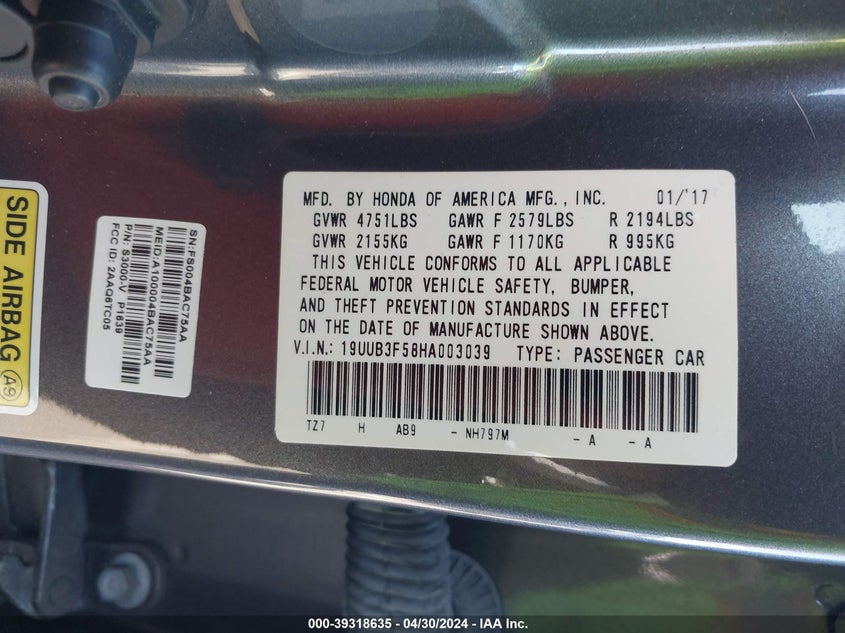 SIDE AIRBAG A9
SN:FS004BAC75AA
MEID:A100004BAC75AA
P/N: S3000-V P1639
FCC ID: 2AAQ6TC05
MFD. BY HONDA OF AMERICA MFG., INC. 01/'17
GVWR 4751LBS GAWR F 2579LBS R 2194LBS
GVWR 2155KG GAWR F 1170KG R 995KG
THIS VEHICLE CONFORMS TO ALL APPLICABLE
FEDERAL MOTOR VEHICLE SAFETY, BUMPER,
AND THEFT PREVENTION STANDARDS IN EFFECT
ON THE DATE OF MANUFACTURE SHOWN ABOVE.
V.I.N.: 19UUB3F58HA003039 TYPE: PASSENGER CAR
TZ7 H AB9 - NH797M - A - A
000-39318635 - 04/30/2024 - IAA Inc.